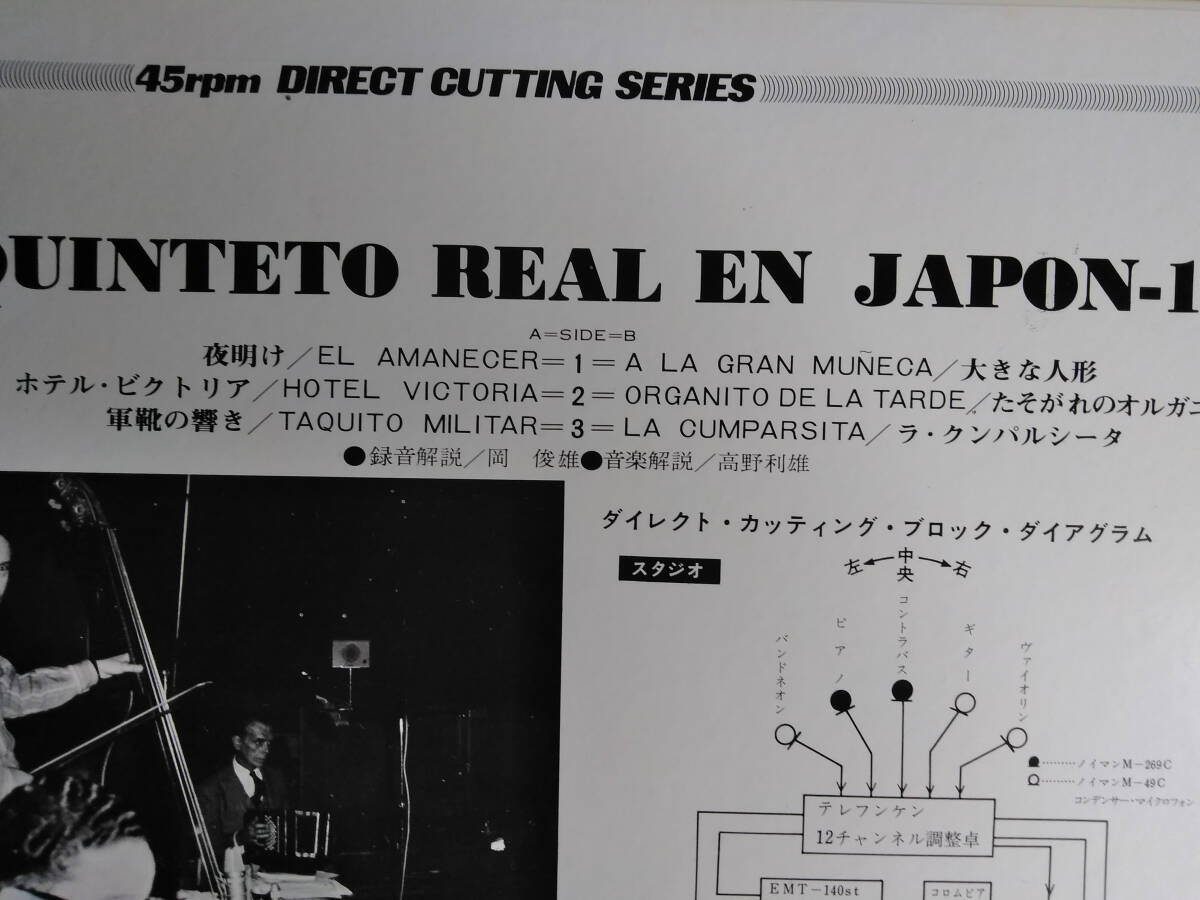 45rpm DIRECT CUTTING SERIES
QUINTETO REAL EN JAPON-1
A=SIDE=B
夜明け／EL AMANECER=1=A LA GRAN MUÑECA／大きな人形
ホテル・ビクトリア／HOTEL VICTORIA=2=ORGANITO DE LA TARDE／たそがれのオルガニ
軍靴の響き／TAQUITO MILITAR=3=LA CUMPARSITA／ラ・クンパルシータ
●録音解説／岡　俊雄●音楽解説／高野利雄
ダイレクト・カッティング・ブロック・ダイアグラム
スタジオ
左 中央 右
バンドネオン
ピアノ
コントラバス
ギター
ヴァイオリン
………ノイマンM－269C
………ノイマンM－49C
コンデンサー・マイクロフォン
テレフンケン
12チャンネル調整卓
EMT－140st
コロムビア